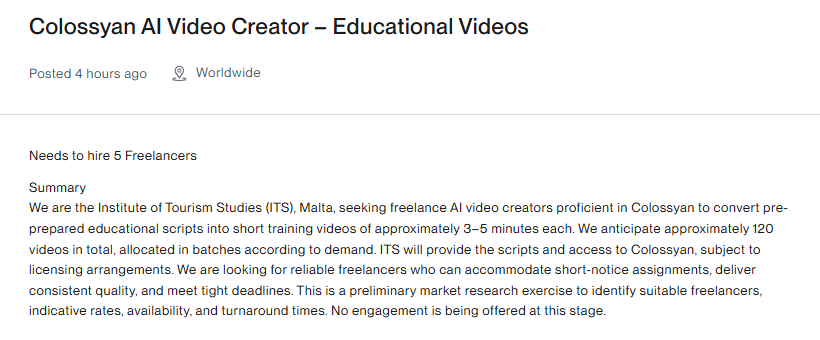 Colossyan AI Video Creator – Educational Videos
Posted 4 hours ago Worldwide
Needs to hire 5 Freelancers
Summary
We are the Institute of Tourism Studies (ITS), Malta, seeking freelance AI video creators proficient in Colossyan to convert pre-
prepared educational scripts into short training videos of approximately 3–5 minutes each. We anticipate approximately 120
videos in total, allocated in batches according to demand. ITS will provide the scripts and access to Colossyan, subject to
licensing arrangements. We are looking for reliable freelancers who can accommodate short-notice assignments, deliver
consistent quality, and meet tight deadlines. This is a preliminary market research exercise to identify suitable freelancers,
indicative rates, availability, and turnaround times. No engagement is being offered at this stage.